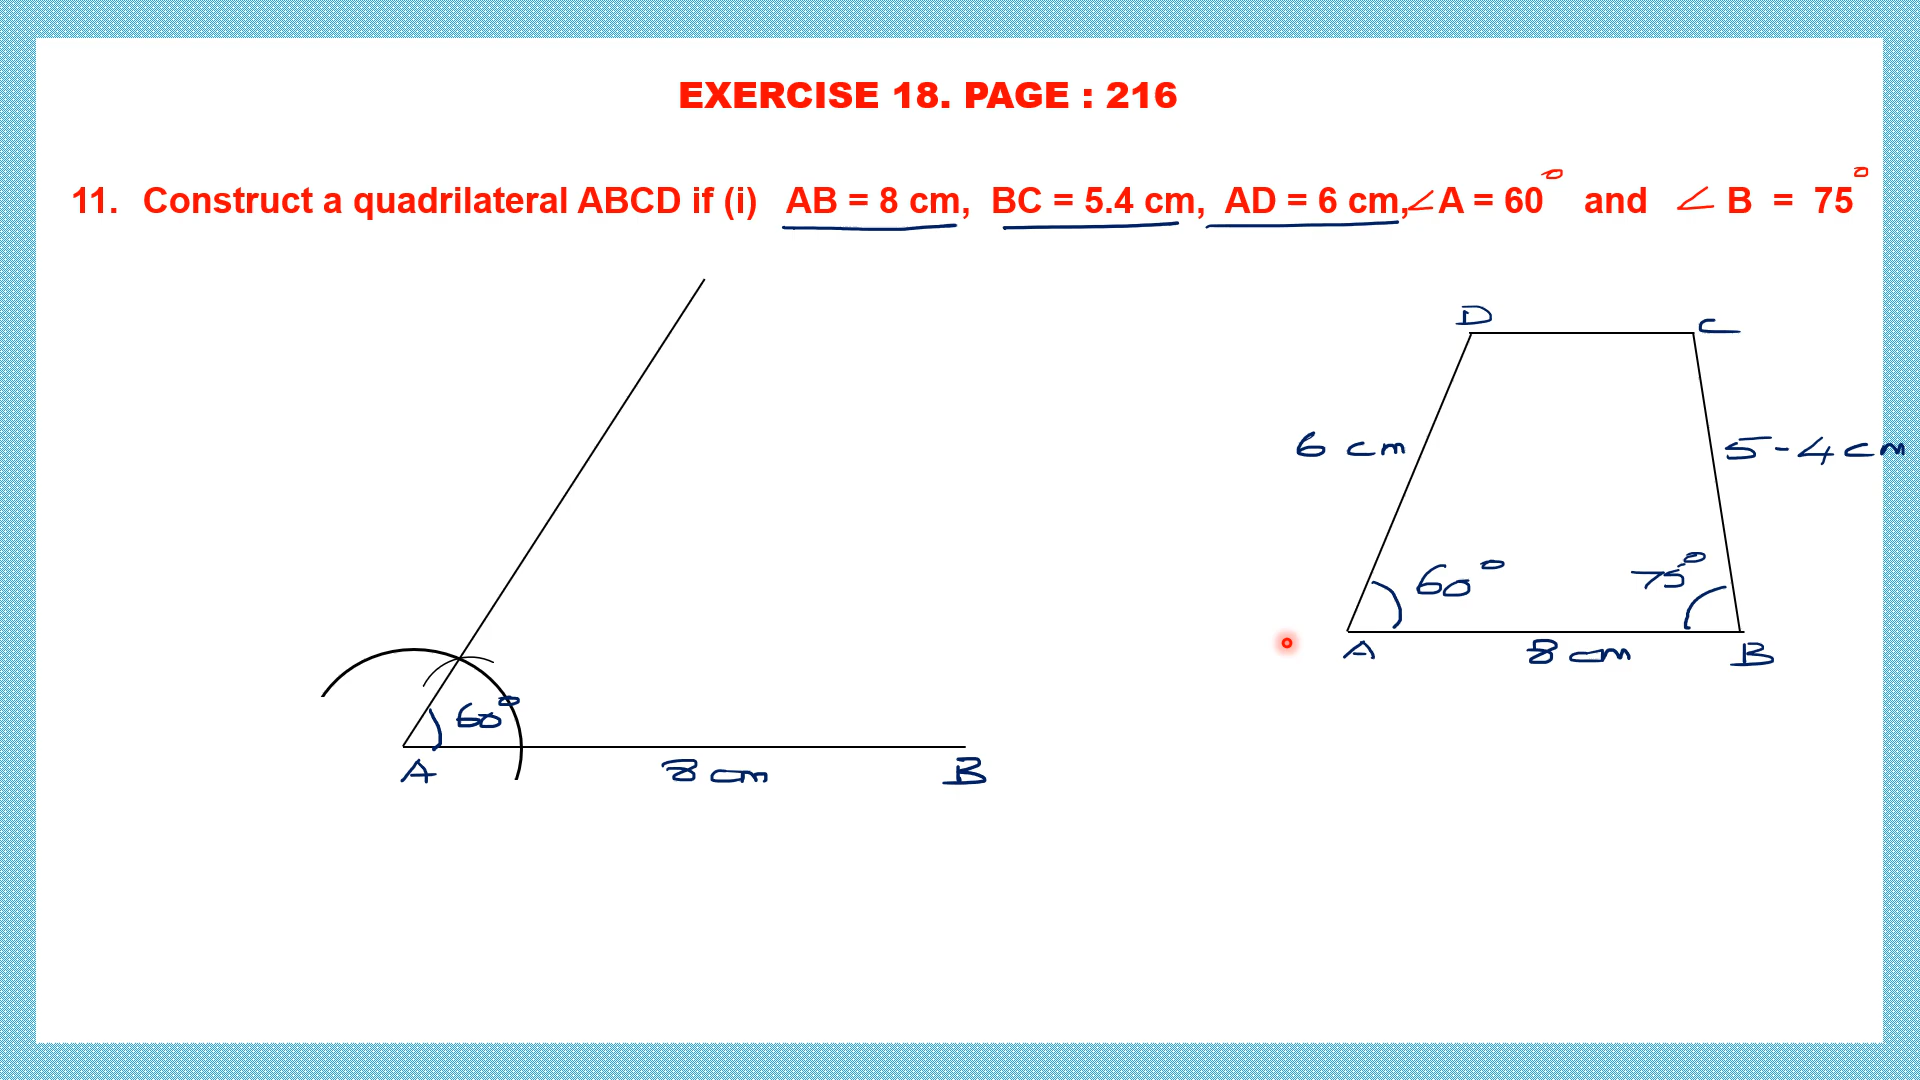 EXERCISE 18. PAGE : 216
11. Construct a quadrilateral ABCD if (i) AB = 8 cm, BC = 5.4 cm, AD = 6 cm, ∠A = 60° and ∠ B = 75°
D C
6 cm 5-4 cm
60° 75°
A 8 cm B
60°
A 8 cm B